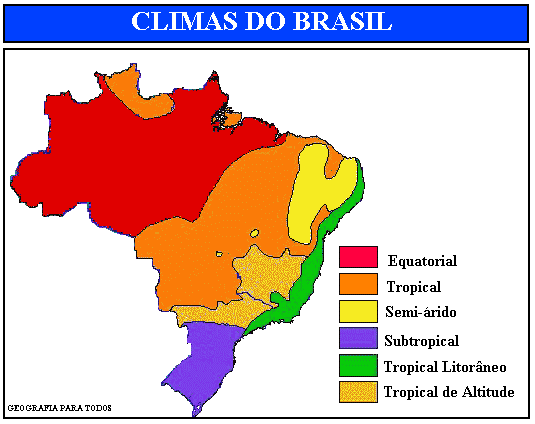 CLIMAS DO BRASIL
Equatorial
Tropical
Semi-árido
Subtropical
Tropical Litorâneo
Tropical de Altitude
GEOGRAFIA PARA TODOS